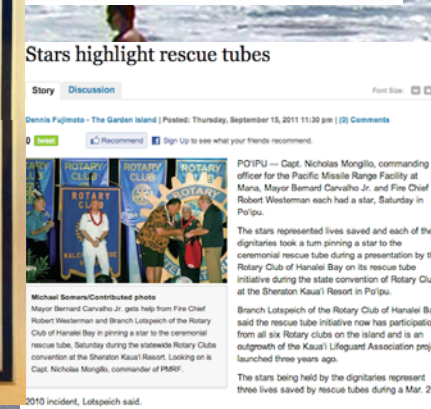 Stars highlight rescue tubes
Story Discussion
Font Size:
Dennis Fujimoto - The Garden Island | Posted: Thursday, September 15, 2011 11:30 pm | (0) Comments
0 tweet Recommend Sign Up to see what your friends recommend.
ROTARY CLUB
ROTARY CLUB
ROTARY CLUB
ROTARY
ROTARY CLUB
Michael Somers/Contributed photo
Mayor Bernard Carvalho Jr. gets help from Fire Chief
Robert Westerman and Branch Lotspeich of the Rotary
Club of Hanalei Bay in pinning a star to the ceremonial
rescue tube, Saturday during the statewide Rotary Clubs
convention at the Sheraton Kaua'i Resort. Looking on is
Capt. Nicholas Mongillo, commander of PMRF.
PO'IPU — Capt. Nicholas Mongillo, commanding
officer for the Pacific Missile Range Facility at
Mana, Mayor Bernard Carvalho Jr. and Fire Chief
Robert Westerman each had a star, Saturday in
Po'ipu.
The stars represented lives saved and each of the
dignitaries took a turn pinning a star to the
ceremonial rescue tube during a presentation by th
Rotary Club of Hanalei Bay on its rescue tube
initiative during the state convention of Rotary Clu
at the Sheraton Kaua'i Resort in Po'ipu.
Branch Lotspeich of the Rotary Club of Hanalei Ba
said the rescue tube initiative now has participatio
from all six Rotary clubs on the island and is an
outgrowth of the Kaua'i Lifeguard Association proj
launched three years ago.
The stars being held by the dignitaries represent
three lives saved by rescue tubes during a Mar. 2
2010 incident, Lotspeich said.